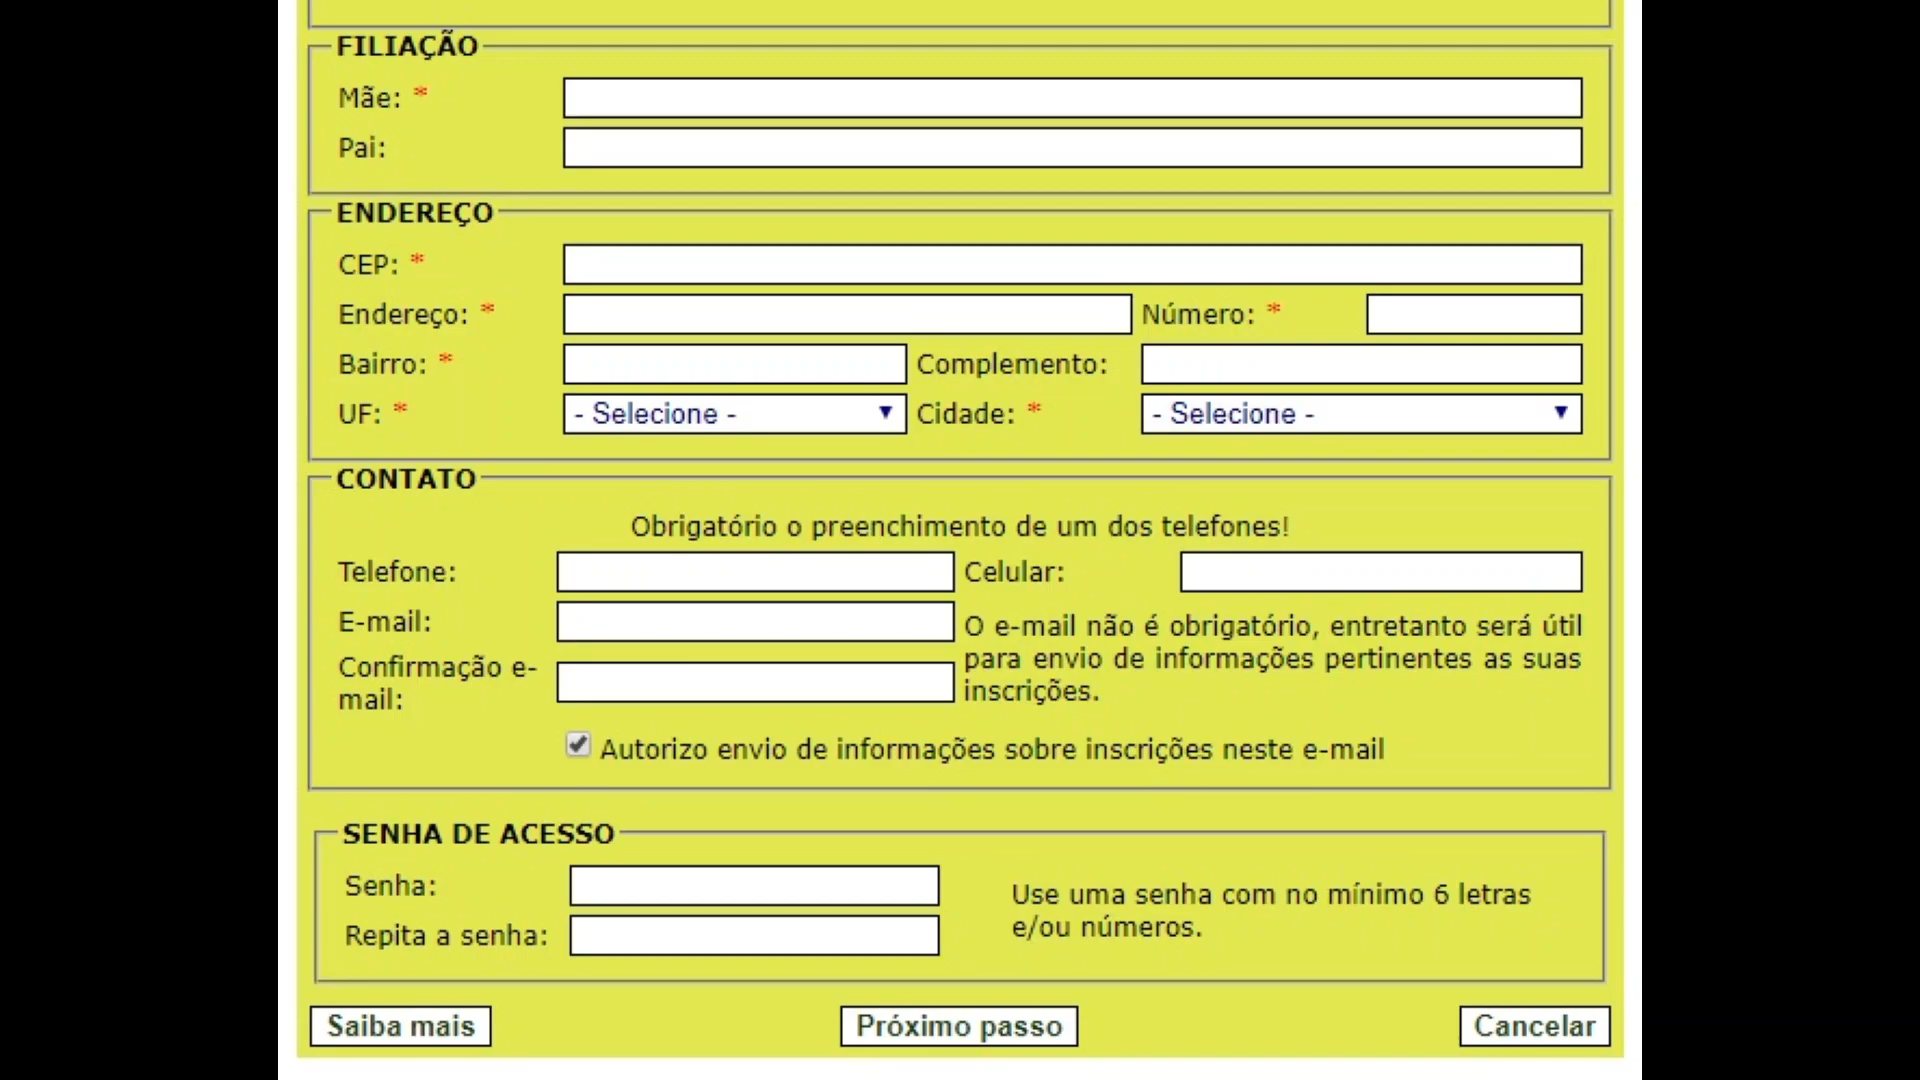 FILIAÇÃO
Mãe: *
Pai:
ENDEREÇO
CEP: *
Endereço: * Número: *
Bairro: * Complemento:
UF: * - Selecione - Cidade: * - Selecione -
CONTATO
Obrigatório o preenchimento de um dos telefones!
Telefone: Celular:
E-mail:
O e-mail não é obrigatório, entretanto será útil
para envio de informações pertinentes as suas
inscrições.
Confirmação e-
mail:
Autorizo envio de informações sobre inscrições neste e-mail
SENHA DE ACESSO
Senha:
Repita a senha:
Use uma senha com no mínimo 6 letras
e/ou números.
Saiba mais Próximo passo Cancelar